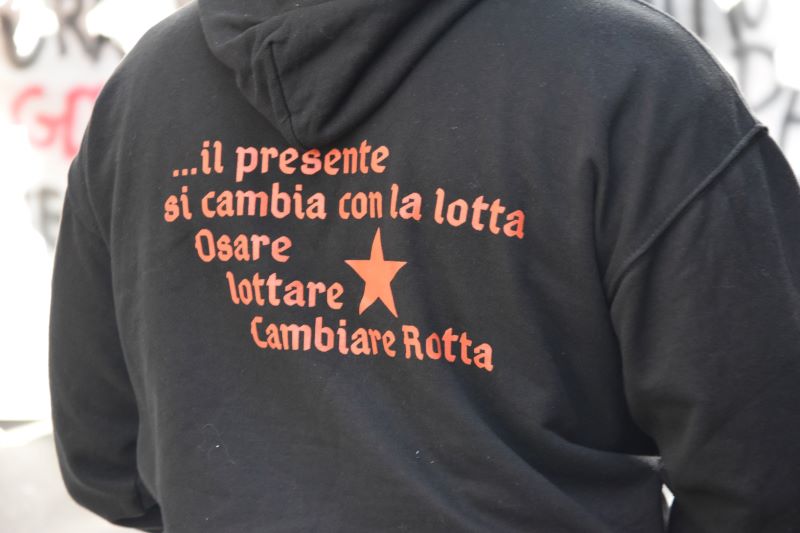 ...il presente
si cambia con la lotta
Osare
lottare
Cambiare Rotta